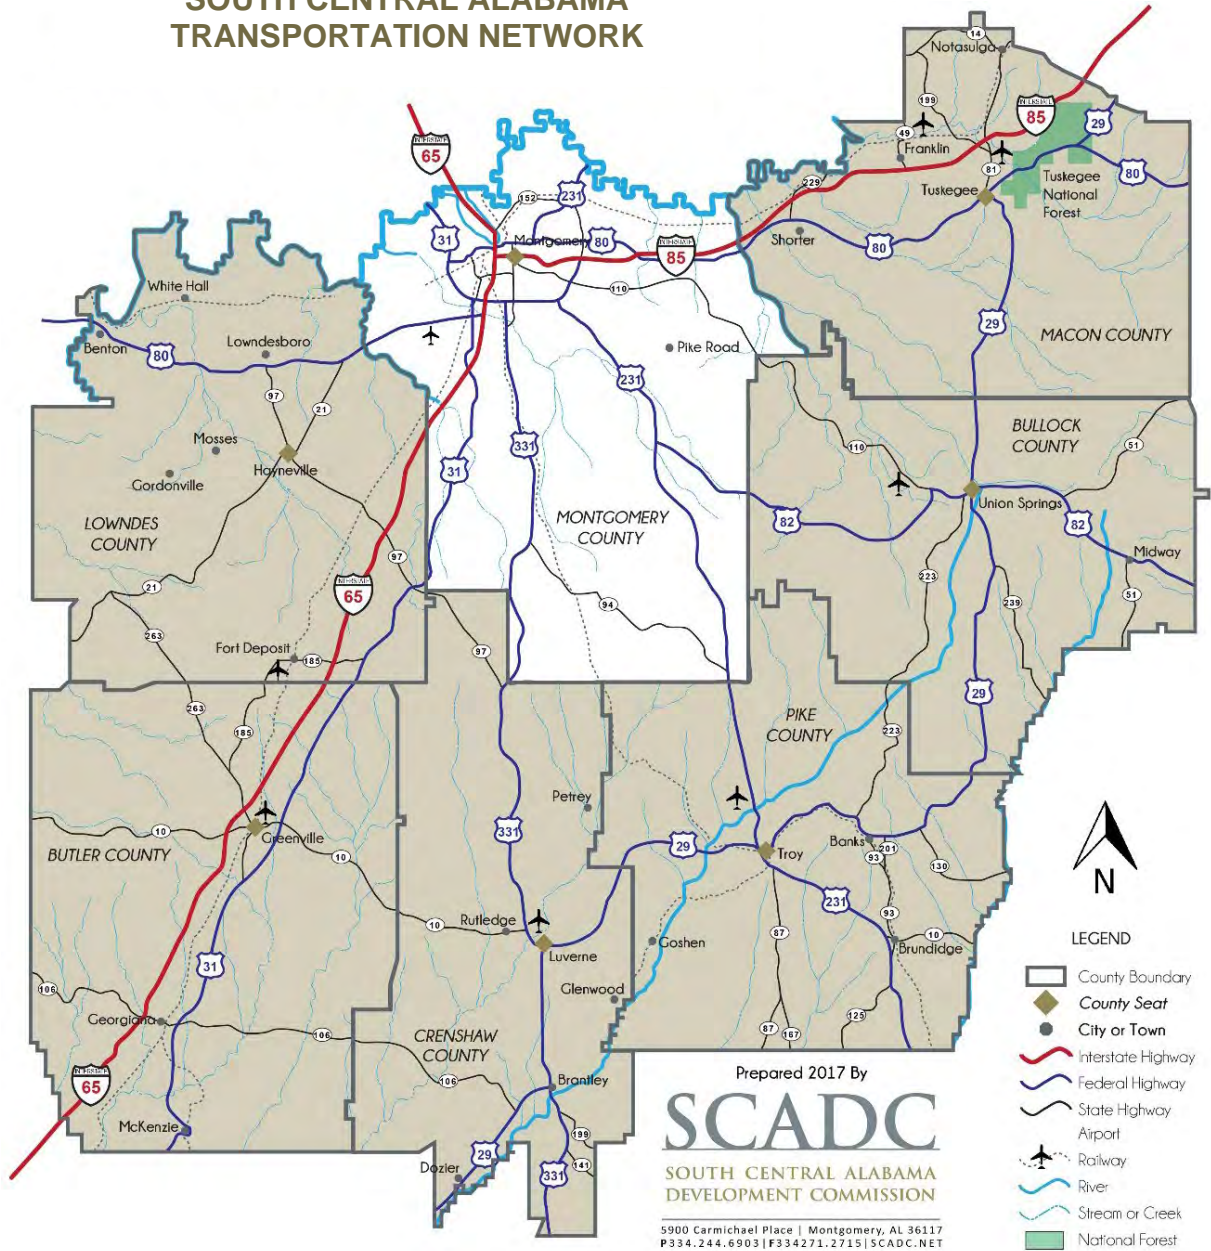 SOUTH CENTRAL ALABAMA
TRANSPORTATION NETWORK
14
Notasulga
INTERSTATE
85
199
29
49
Franklin
INTERSTATE
65
81
80
Tuskegee
Tuskegee
National
Forest
229
152
231
31
Montgomery
80
INTERSTATE
85
Shorter
80
White Hall
110
29
MACON COUNTY
Benton
80
Lowndesboro
Pike Road
231
97
21
BULLOCK
COUNTY
Mosses
Hayneville
Gordonville
331
31
110
51
LOWNDES
COUNTY
MONTGOMERY
COUNTY
82
Union Springs
82
Midway
97
21
INTERSTATE
65
94
223
239
51
263
Fort Deposit
185
97
263
185
PIKE
COUNTY
223
29
Petrey
10
Greenville
331
29
Banks
201
93
130
BUTLER COUNTY
10
Troy
231
10
Rutledge
Luverne
87
93
10
Goshen
Brundidge
31
Glenwood
106
Georgiana
106
87
167
125
CRENSHAW
COUNTY
INTERSTATE
65
106
Brantley
McKenzie
199
29
141
Dozier
331
N
LEGEND
County Boundary
County Seat
City or Town
Interstate Highway
Federal Highway
State Highway
Airport
Railway
River
Stream or Creek
National Forest
Prepared 2017 By
SCADC
SOUTH CENTRAL ALABAMA
DEVELOPMENT COMMISSION
5900 Carmichael Place | Montgomery, AL 36117
P334.244.6903|F334271.2715|SCADC.NET